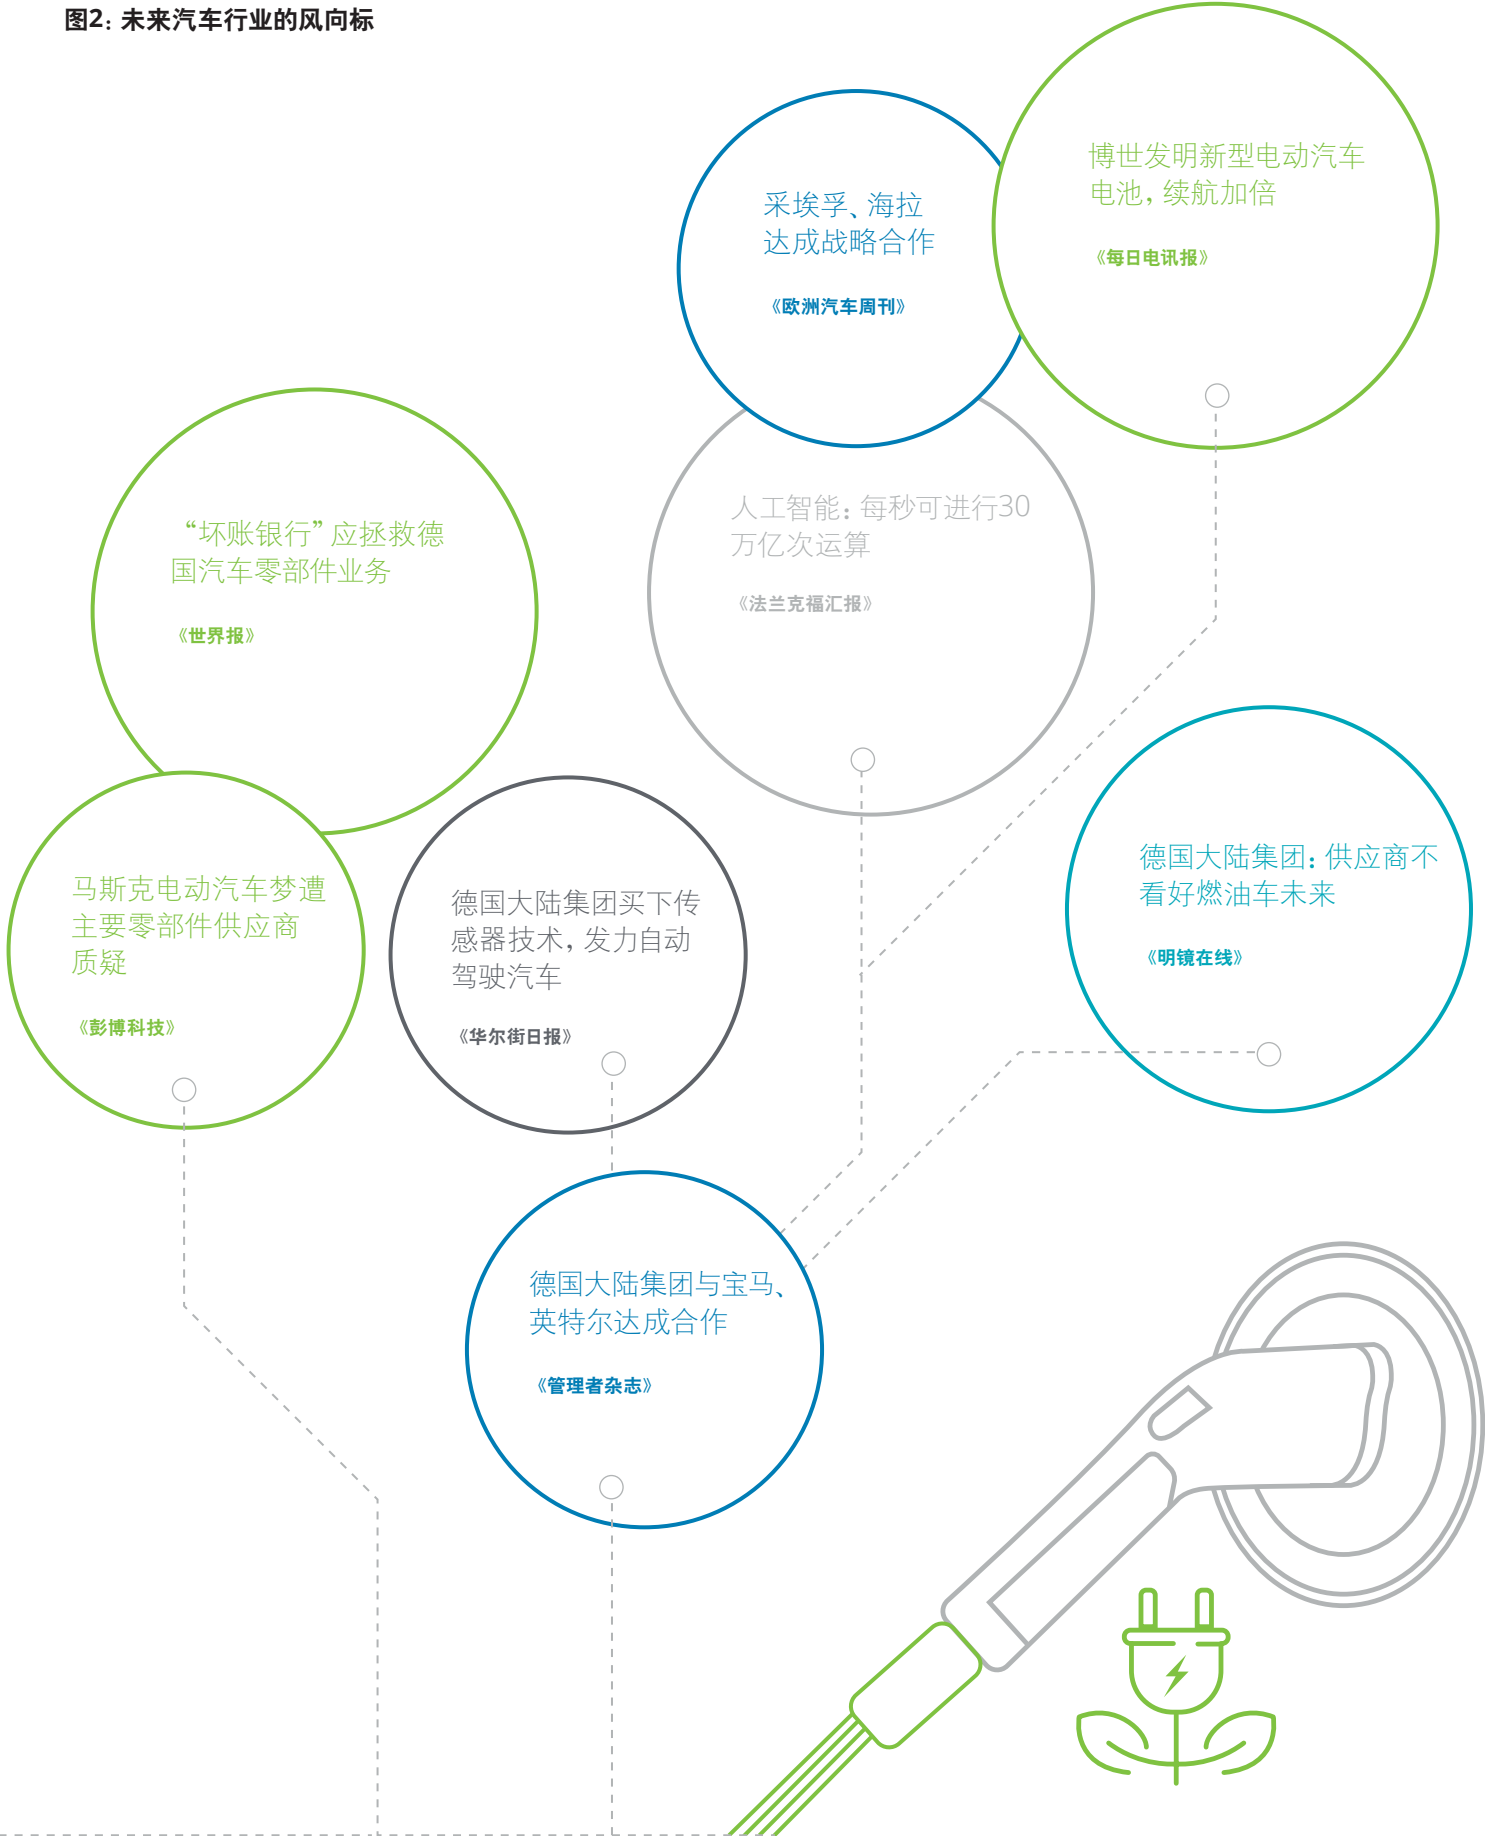 图2：未来汽车行业的风向标
博世发明新型电动汽车
电池，续航加倍
《每日电讯报》
采埃孚、海拉
达成战略合作
《欧洲汽车周刊》
人工智能：每秒可进行30
万亿次运算
《法兰克福汇报》
“坏账银行”应拯救德
国汽车零部件业务
《世界报》
德国大陆集团：供应商不
看好燃油车未来
《明镜在线》
马斯克电动汽车梦遭
主要零部件供应商
质疑
《彭博科技》
德国大陆集团买下传
感器技术，发力自动
驾驶汽车
《华尔街日报》
德国大陆集团与宝马、
英特尔达成合作
《管理者杂志》